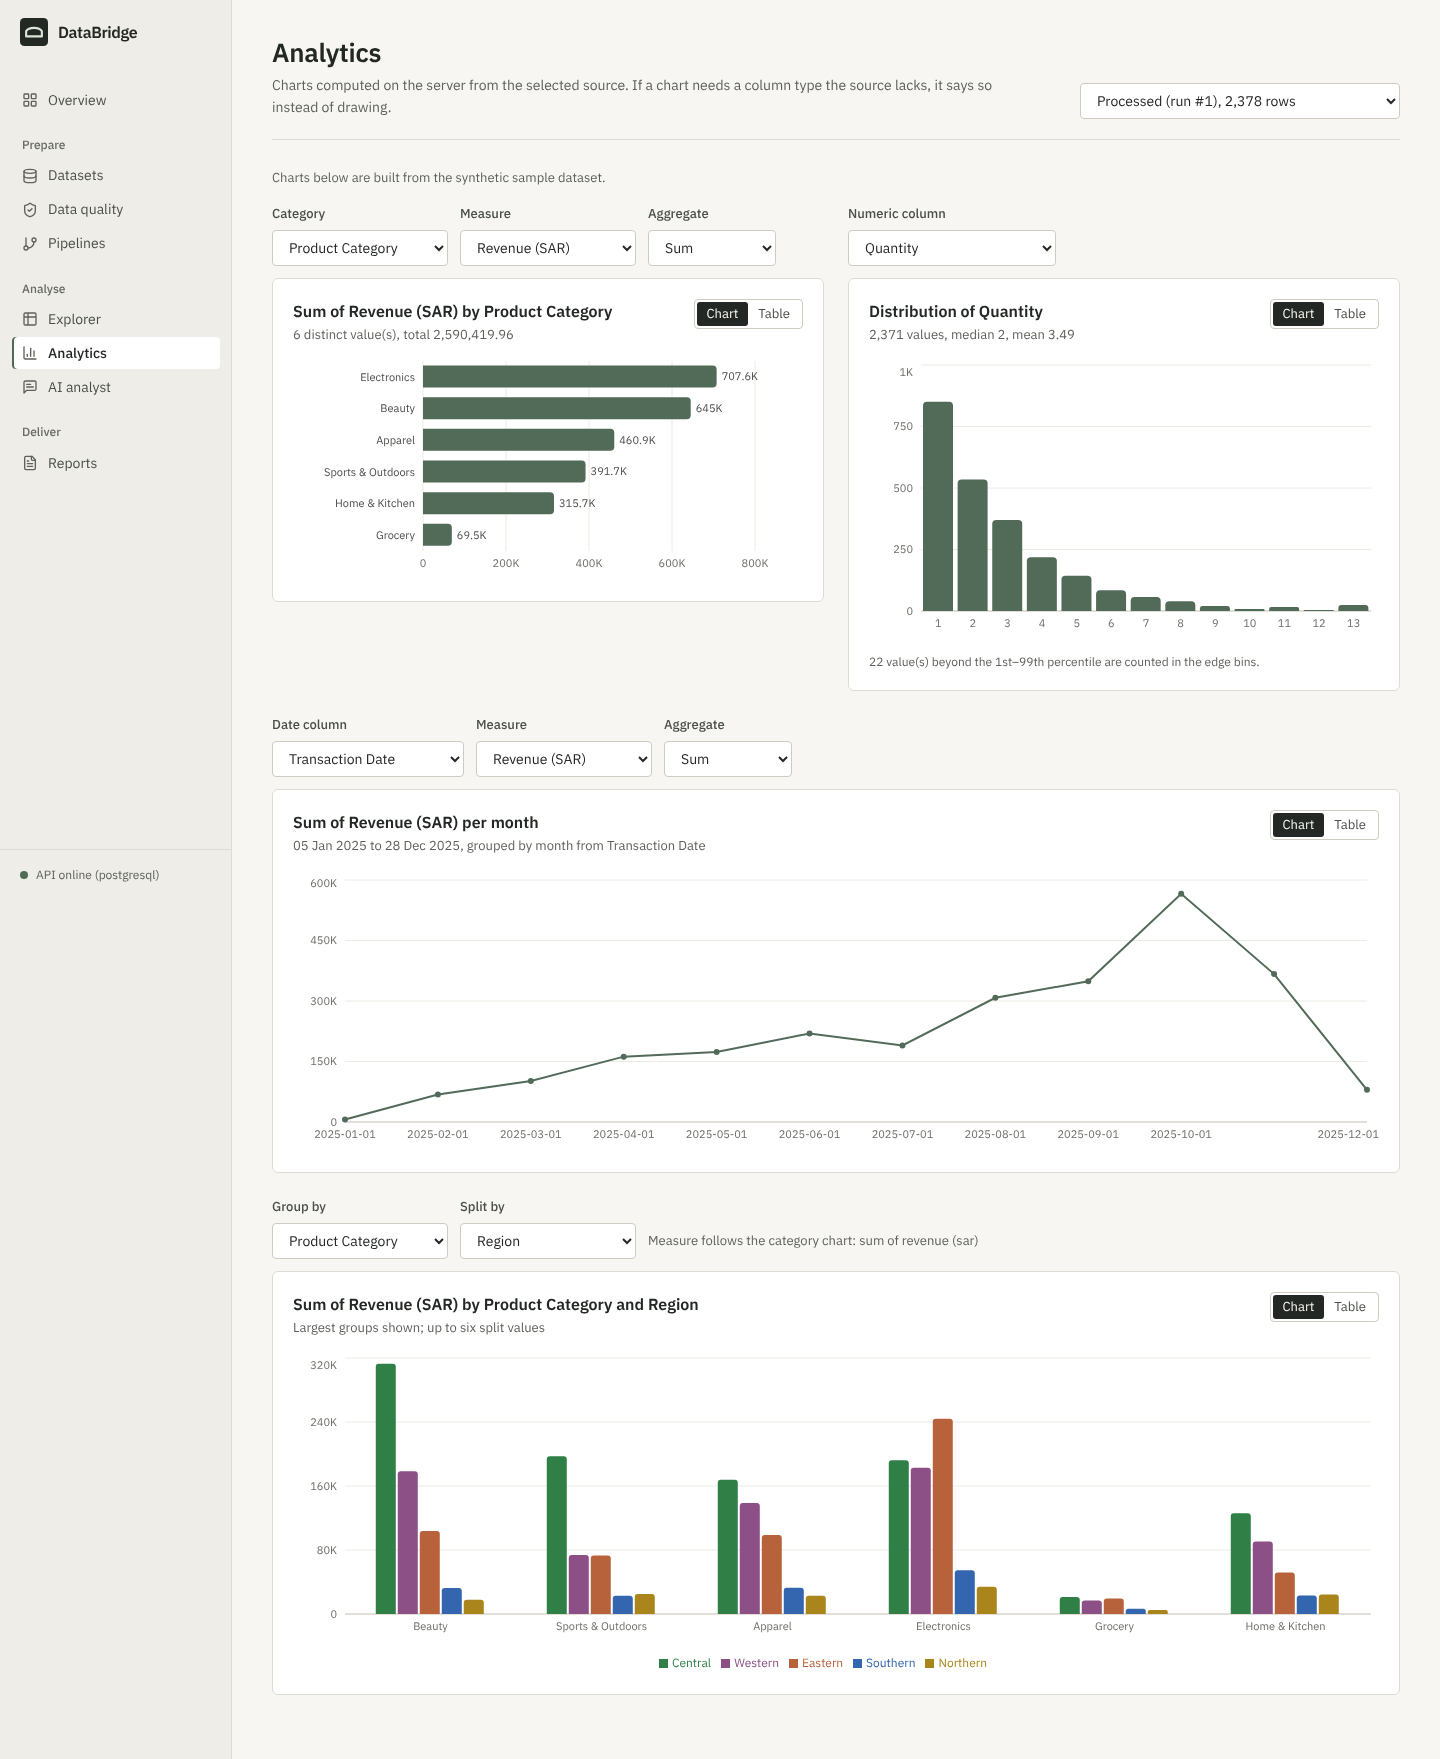 DataBridge
Overview
Prepare
Datasets
Data quality
Pipelines
Analyse
Explorer
Analytics
AI analyst
Deliver
Reports
API online (postgresql)
Analytics
Charts computed on the server from the selected source. If a chart needs a column type the source lacks, it says so
instead of drawing.
Processed (run #1), 2,378 rows
Charts below are built from the synthetic sample dataset.
Category Measure Aggregate
Product Category Revenue (SAR) Sum
Numeric column
Quantity
Sum of Revenue (SAR) by Product Category
Chart Table
6 distinct value(s), total 2,590,419.96
Electronics 707.6K
Beauty 645K
Apparel 460.9K
Sports & Outdoors 391.7K
Home & Kitchen 315.7K
Grocery 69.5K
0 200K 400K 600K 800K
Distribution of Quantity
Chart Table
2,371 values, median 2, mean 3.49
1K
750
500
250
0
1 2 3 4 5 6 7 8 9 10 11 12 13
22 value(s) beyond the 1st–99th percentile are counted in the edge bins.
Date column Measure Aggregate
Transaction Date Revenue (SAR) Sum
Sum of Revenue (SAR) per month
Chart Table
05 Jan 2025 to 28 Dec 2025, grouped by month from Transaction Date
600K
450K
300K
150K
0
2025-01-01 2025-02-01 2025-03-01 2025-04-01 2025-05-01 2025-06-01 2025-07-01 2025-08-01 2025-09-01 2025-10-01 2025-12-01
Group by Split by
Product Category Region Measure follows the category chart: sum of revenue (sar)
Sum of Revenue (SAR) by Product Category and Region
Chart Table
Largest groups shown; up to six split values
320K
240K
160K
80K
0
Beauty Sports & Outdoors Apparel Electronics Grocery Home & Kitchen
Central Western Eastern Southern Northern